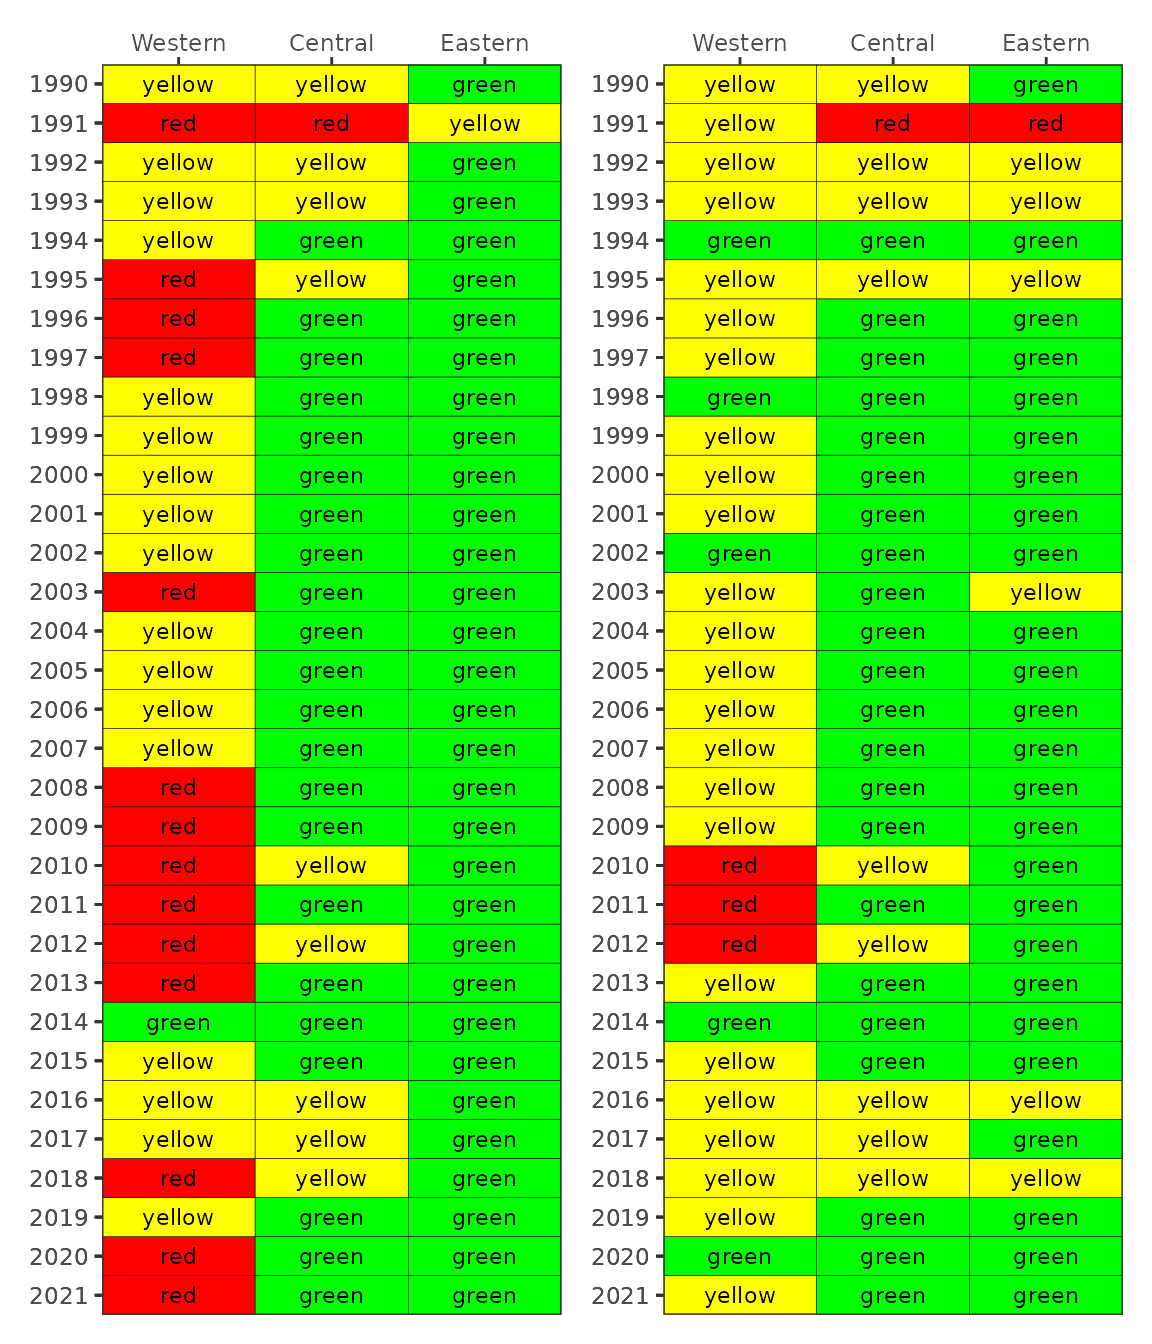 Western Central Eastern Western Central Eastern
1990 yellow yellow green 1990 yellow yellow green
1991 red red yellow 1991 yellow red red
1992 yellow yellow green 1992 yellow yellow yellow
1993 yellow yellow green 1993 yellow yellow yellow
1994 yellow green green 1994 green green green
1995 red yellow green 1995 yellow yellow yellow
1996 red green green 1996 yellow green green
1997 red green green 1997 yellow green green
1998 yellow green green 1998 green green green
1999 yellow green green 1999 yellow green green
2000 yellow green green 2000 yellow green green
2001 yellow green green 2001 yellow green green
2002 yellow green green 2002 green green green
2003 red green green 2003 yellow green yellow
2004 yellow green green 2004 yellow green green
2005 yellow green green 2005 yellow green green
2006 yellow green green 2006 yellow green green
2007 yellow green green 2007 yellow green green
2008 red green green 2008 yellow green green
2009 red green green 2009 yellow green green
2010 red yellow green 2010 red yellow green
2011 red green green 2011 red green green
2012 red yellow green 2012 red yellow green
2013 red green green 2013 yellow green green
2014 green green green 2014 green green green
2015 yellow green green 2015 yellow green green
2016 yellow yellow green 2016 yellow yellow yellow
2017 yellow yellow green 2017 yellow yellow green
2018 red yellow green 2018 yellow yellow yellow
2019 yellow green green 2019 yellow green green
2020 red green green 2020 green green green
2021 red green green 2021 yellow green green